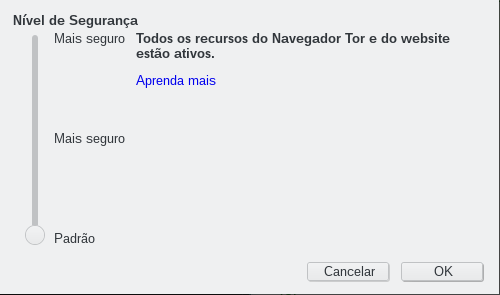 Nível de Segurança
Mais seguro
Todos os recursos do Navegador Tor e do website
estão ativos.
Aprenda mais
Mais seguro
Padrão
Cancelar
OK